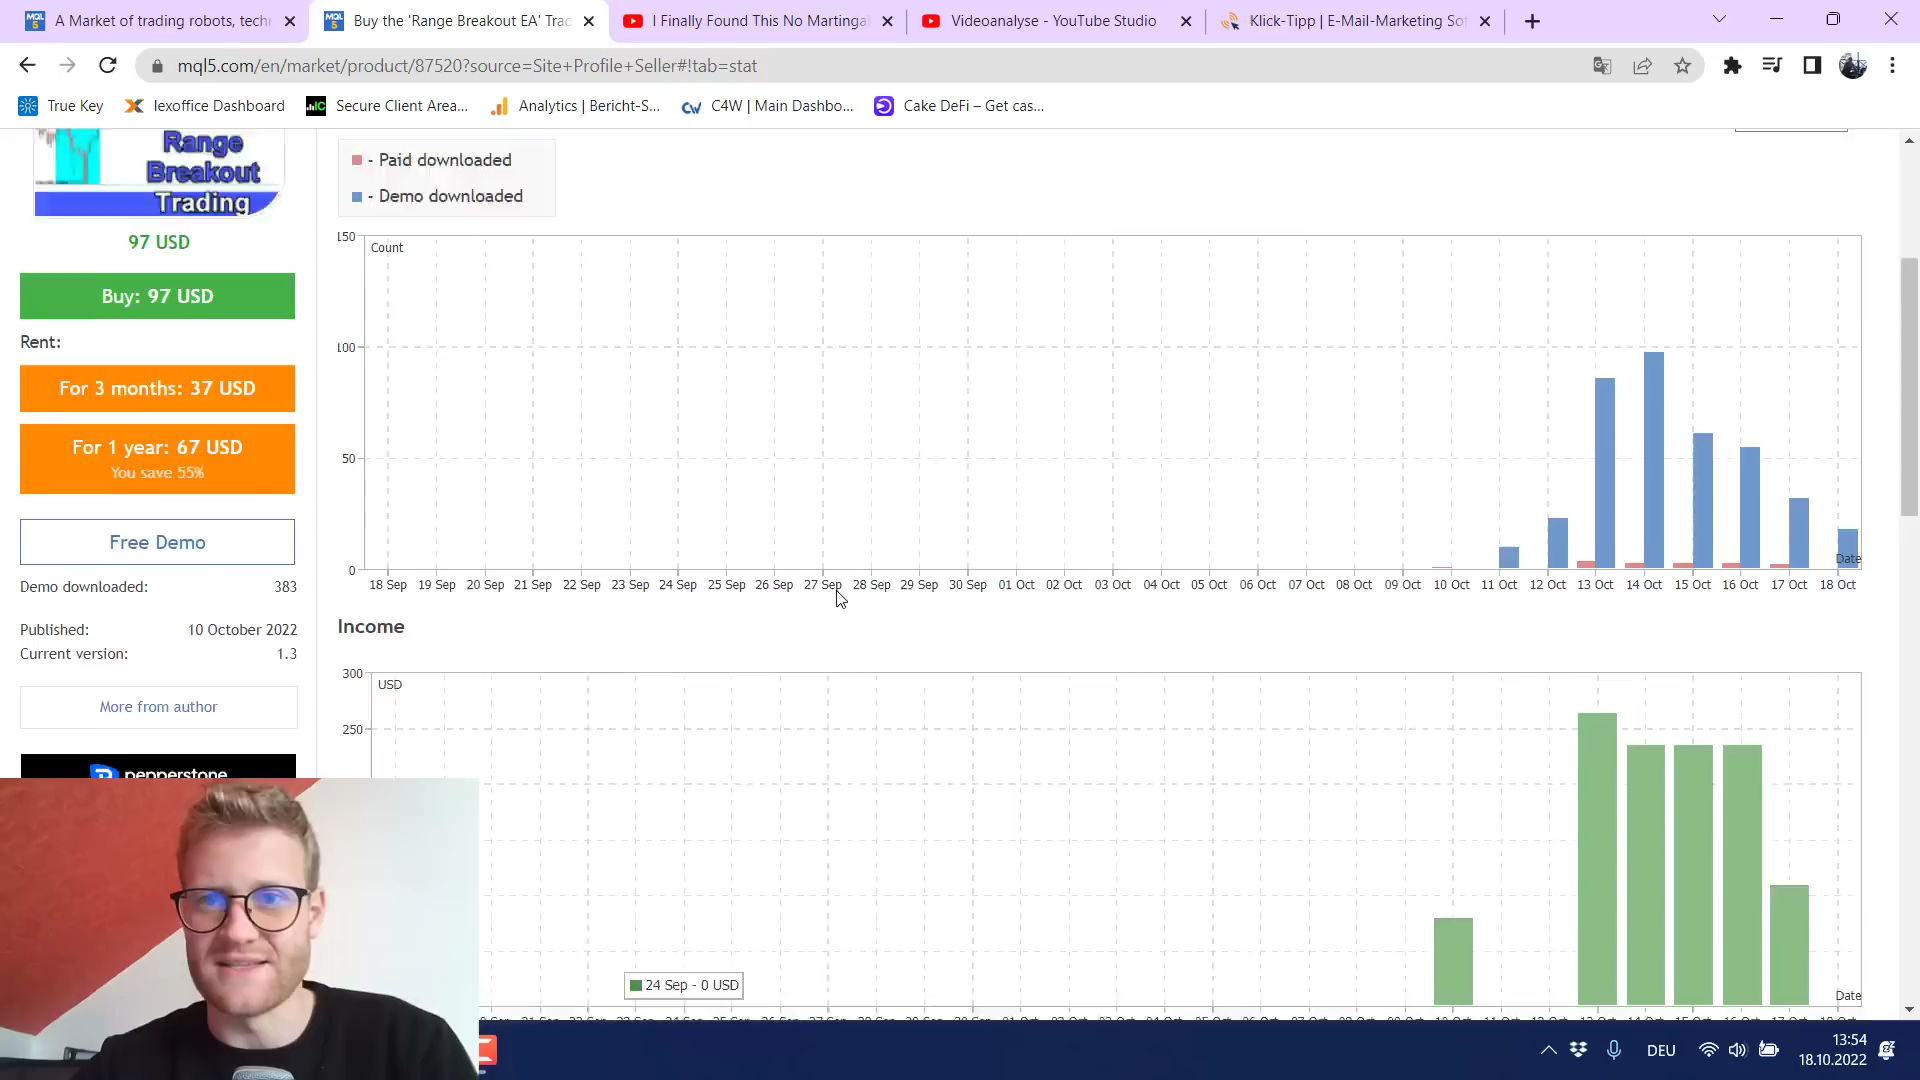 A Market of trading robots, techn
Buy the 'Range Breakout EA' Trad
I Finally Found This No Martingal
Videoanalyse - YouTube Studio
Klick-Tipp | E-Mail-Marketing Sof
mql5.com/en/market/product/87520?source=Site+Profile+Seller#!tab=stat
True Key
lexoffice Dashboard
Secure Client Area...
Analytics | Bericht-S...
C4W | Main Dashbo...
Cake DeFi – Get cas...
Range
Breakout
Trading
97 USD
Buy: 97 USD
Rent:
For 3 months: 37 USD
For 1 year: 67 USD
You save 55%
Free Demo
Demo downloaded: 383
Published: 10 October 2022
Current version: 1.3
More from author
pepperstone
- Paid downloaded
- Demo downloaded
150
Count
100
50
0
Date
18 Sep 19 Sep 20 Sep 21 Sep 22 Sep 23 Sep 24 Sep 25 Sep 26 Sep 27 Sep 28 Sep 29 Sep 30 Sep 01 Oct 02 Oct 03 Oct 04 Oct 05 Oct 06 Oct 07 Oct 08 Oct 09 Oct 10 Oct 11 Oct 12 Oct 13 Oct 14 Oct 15 Oct 16 Oct 17 Oct 18 Oct
Income
300
USD
250
24 Sep - 0 USD
Date
DEU
13:54
18.10.2022